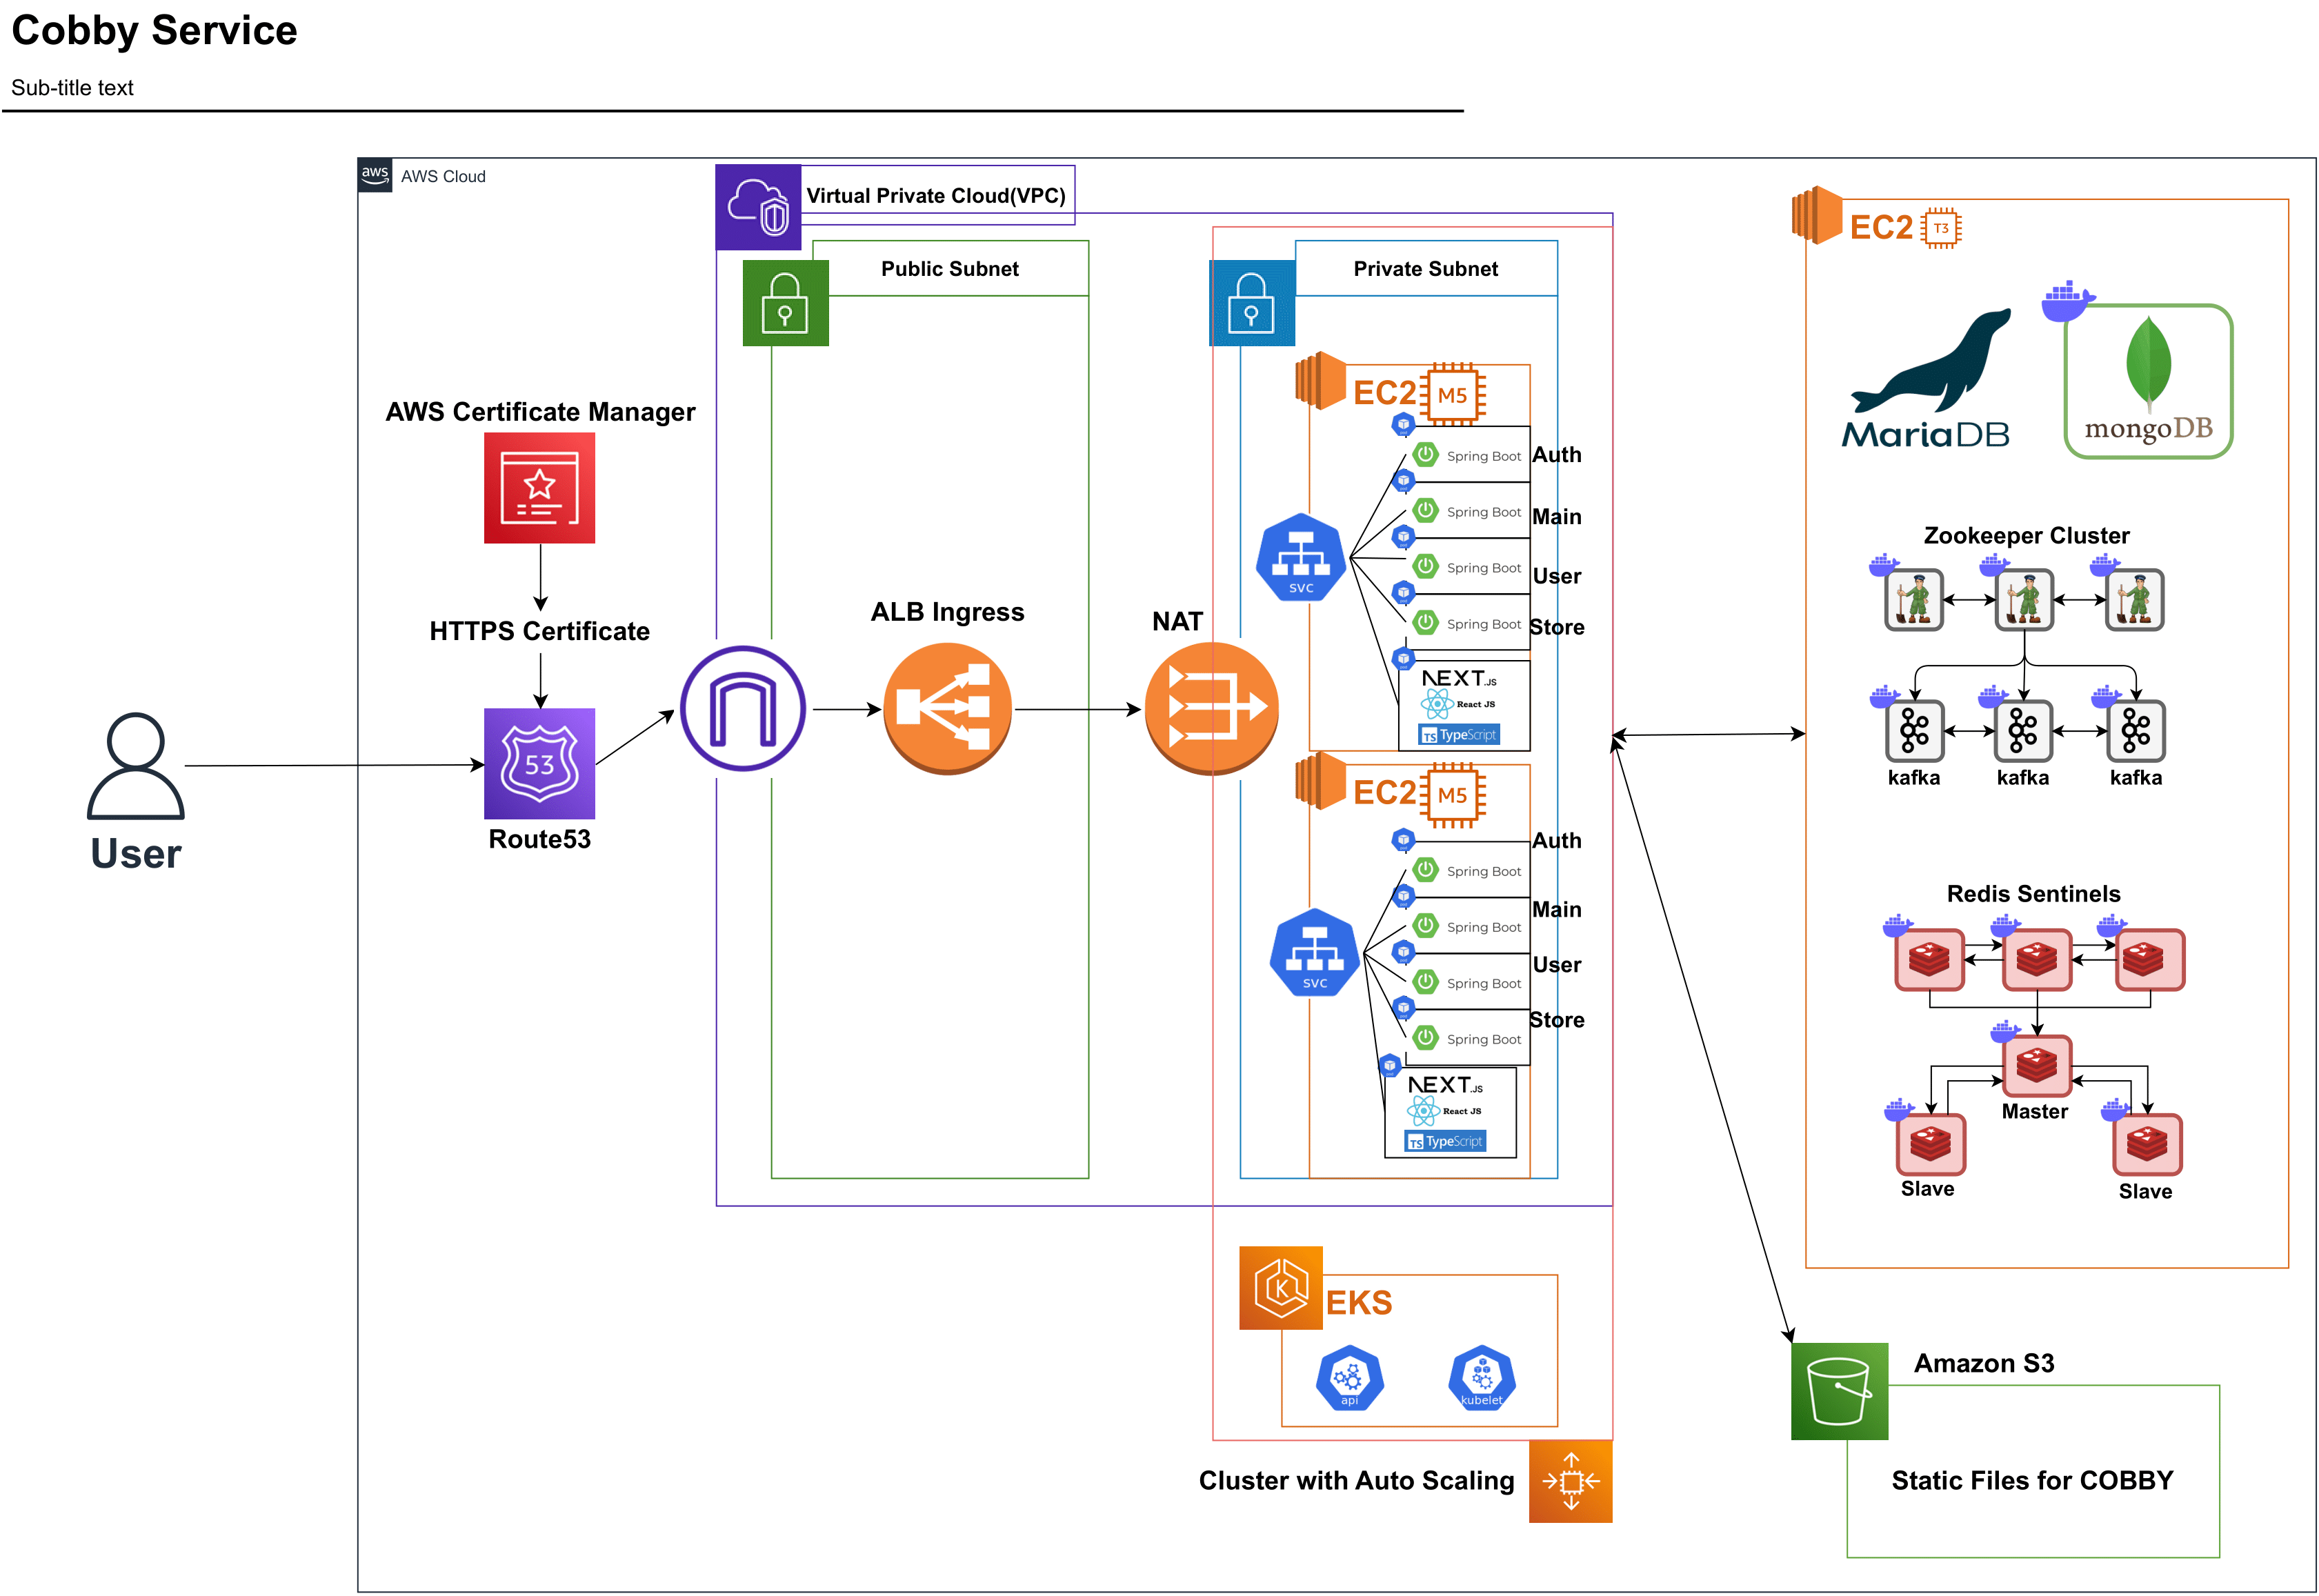 Cobby Service
Sub-title text
aws
AWS Cloud
Virtual Private Cloud(VPC)
Public Subnet
Private Subnet
EC2
T3
EC2
M5
AWS Certificate Manager
HTTPS Certificate
53
Route53
User
ALB Ingress
NAT
svc
Spring Boot
Auth
Spring Boot
Main
Spring Boot
User
Spring Boot
Store
NEXT.JS
React JS
TS TypeScript
EC2
M5
svc
Auth
Spring Boot
Main
Spring Boot
User
Spring Boot
Store
Spring Boot
NEXT.JS
React JS
TS TypeScript
K
EKS
api
kubelet
Cluster with Auto Scaling
MariaDB
mongoDB
Zookeeper Cluster
kafka
kafka
kafka
Redis Sentinels
Master
Slave
Slave
Amazon S3
Static Files for COBBY